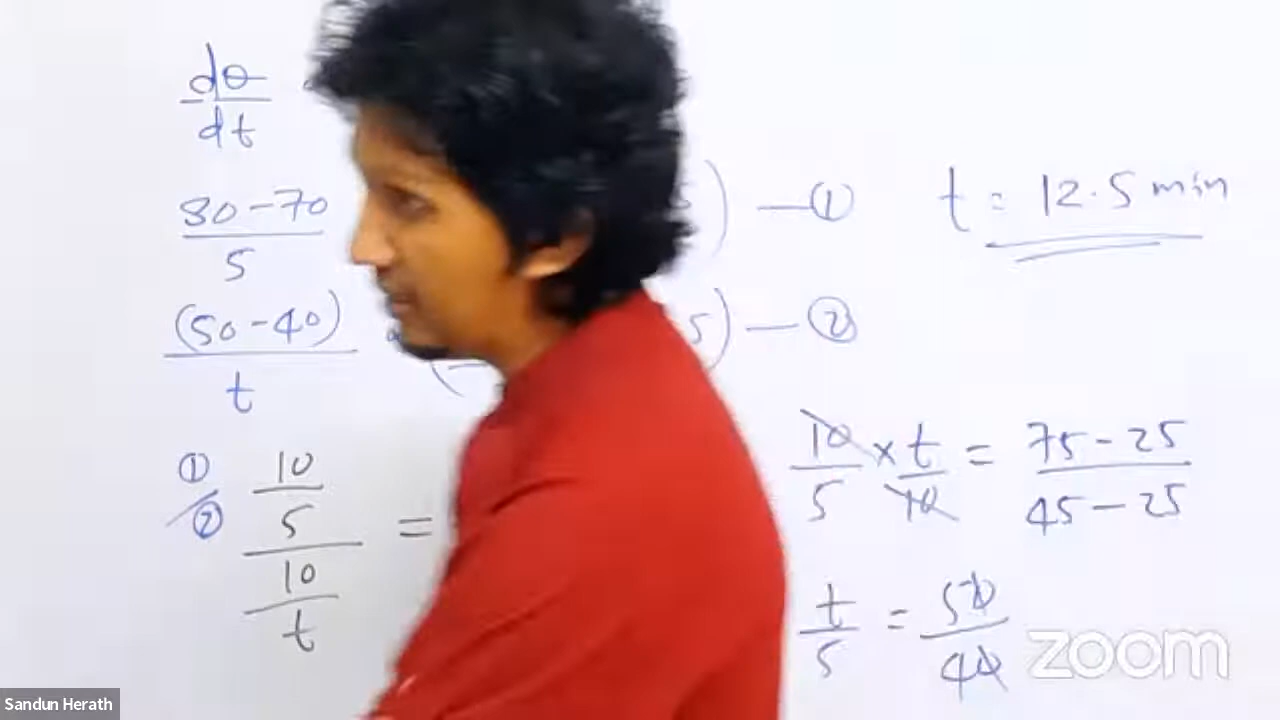 dθ/dt
80-70/5 5) — ①
(50-40)/t 5) — ②
①/② 10/5/10/t =
t = 12.5 min
10/5 × t/10 = 75-25/45-25
t/5 = 50/40
zoom
Sandun Herath